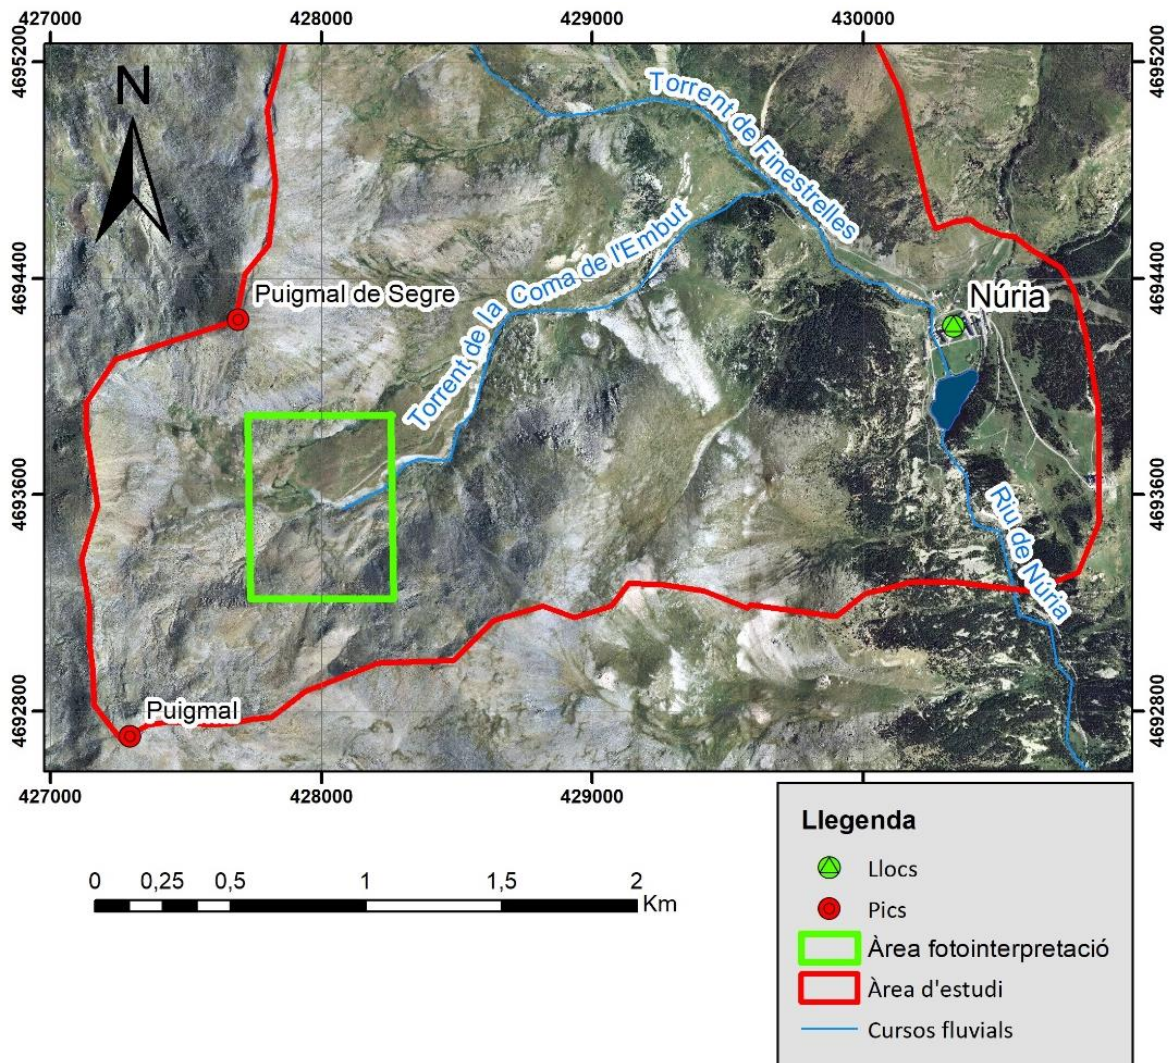 427000 428000 429000 430000
4695200 4695200
N
Torrent de Finestrelles
4694400 4694400
Puigmal de Segre
Torrent de la Coma de l'Embut
Núria
4693600 4693600
Riu de Núria
4692800 4692800
Puigmal
427000 428000 429000 430000
0 0,25 0,5 1 1,5 2
Km
Llegenda
Llocs
Pics
Àrea fotointerpretació
Àrea d'estudi
Cursos fluvials